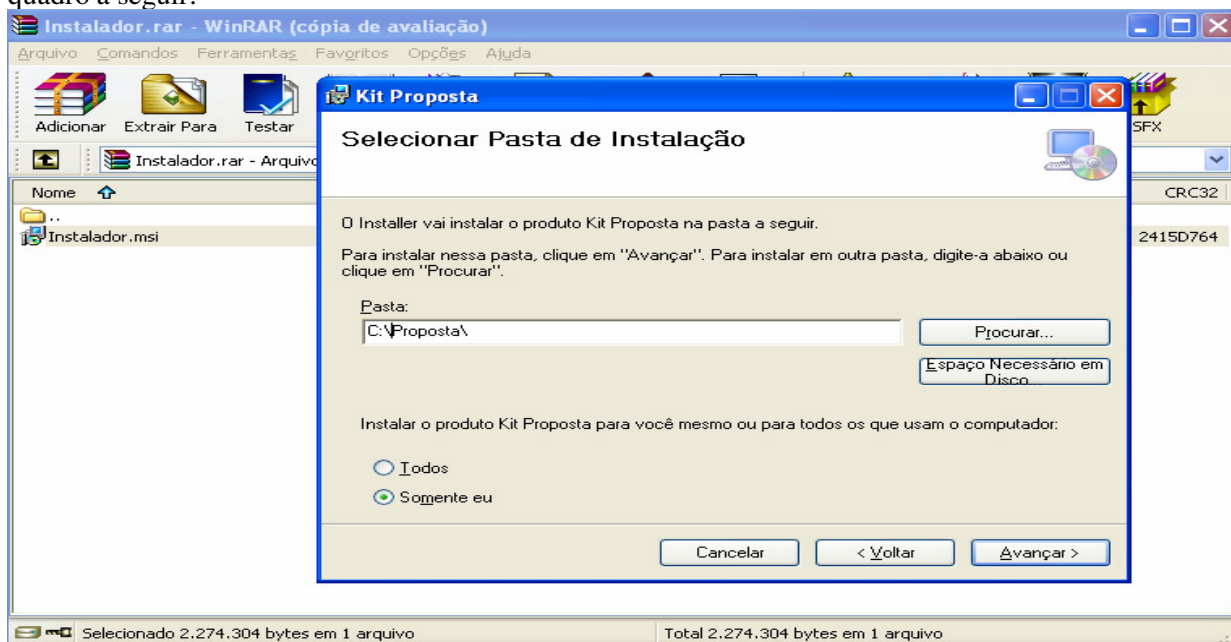 quadro a seguir:
Instalador.rar - WinRAR (cópia de avaliação)
Arquivo Comandos Ferramentas Favoritos Opções Ajuda
Adicionar Extrair Para Testar SFX
Instalador.rar - Arquivo
Nome CRC32
..
Instalador.msi 2415D764
Kit Proposta
Selecionar Pasta de Instalação
O Installer vai instalar o produto Kit Proposta na pasta a seguir.
Para instalar nessa pasta, clique em "Avançar". Para instalar em outra pasta, digite-a abaixo ou
clique em "Procurar".
Pasta:
C:\Proposta\
Procurar...
Espaço Necessário em
Disco...
Instalar o produto Kit Proposta para você mesmo ou para todos os que usam o computador:
Todos
Somente eu
Cancelar < Voltar Avançar >
Selecionado 2.274.304 bytes em 1 arquivo Total 2.274.304 bytes em 1 arquivo